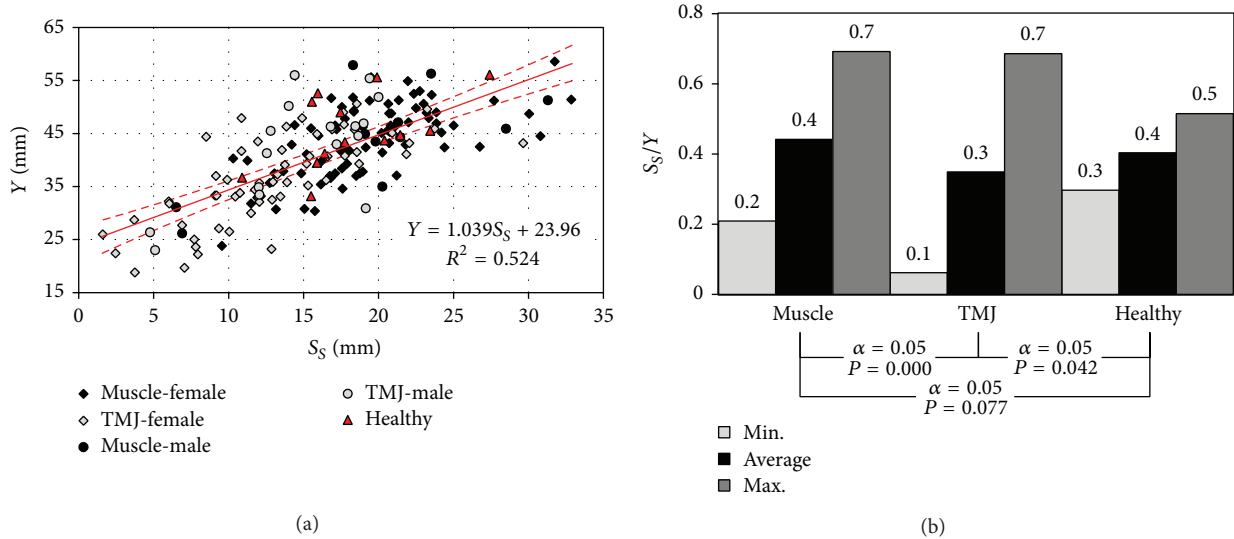 65
55
45
35
25
15
Y (mm)
Y = 1.039S_S + 23.96
R² = 0.524
0 5 10 15 20 25 30 35
S_S (mm)
Muscle-female
TMJ-female
Muscle-male
TMJ-male
Healthy
(a)
0.8
0.6
0.4
0.2
0
S_S/Y
0.2 0.4 0.7 0.1 0.3 0.7 0.3 0.4 0.5
Muscle TMJ Healthy
α = 0.05 α = 0.05
P = 0.000 P = 0.042
α = 0.05
P = 0.077
Min.
Average
Max.
(b)